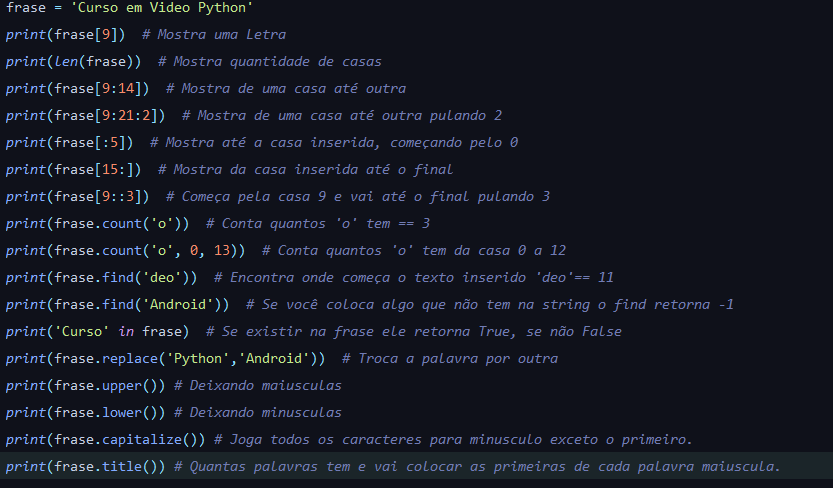 frase = 'Curso em Video Python'
print(frase[9])  # Mostra uma Letra
print(len(frase))  # Mostra quantidade de casas
print(frase[9:14])  # Mostra de uma casa até outra
print(frase[9:21:2])  # Mostra de uma casa até outra pulando 2
print(frase[:5])  # Mostra até a casa inserida, começando pelo 0
print(frase[15:])  # Mostra da casa inserida até o final
print(frase[9::3])  # Começa pela casa 9 e vai até o final pulando 3
print(frase.count('o'))  # Conta quantos 'o' tem == 3
print(frase.count('o', 0, 13))  # Conta quantos 'o' tem da casa 0 a 12
print(frase.find('deo'))  # Encontra onde começa o texto inserido 'deo'== 11
print(frase.find('Android'))  # Se você coloca algo que não tem na string o find retorna -1
print('Curso' in frase)  # Se existir na frase ele retorna True, se não False
print(frase.replace('Python','Android'))  # Troca a palavra por outra
print(frase.upper()) # Deixando maiusculas
print(frase.lower()) # Deixando minusculas
print(frase.capitalize()) # Joga todos os caracteres para minusculo exceto o primeiro.
print(frase.title()) # Quantas palavras tem e vai colocar as primeiras de cada palavra maiuscula.